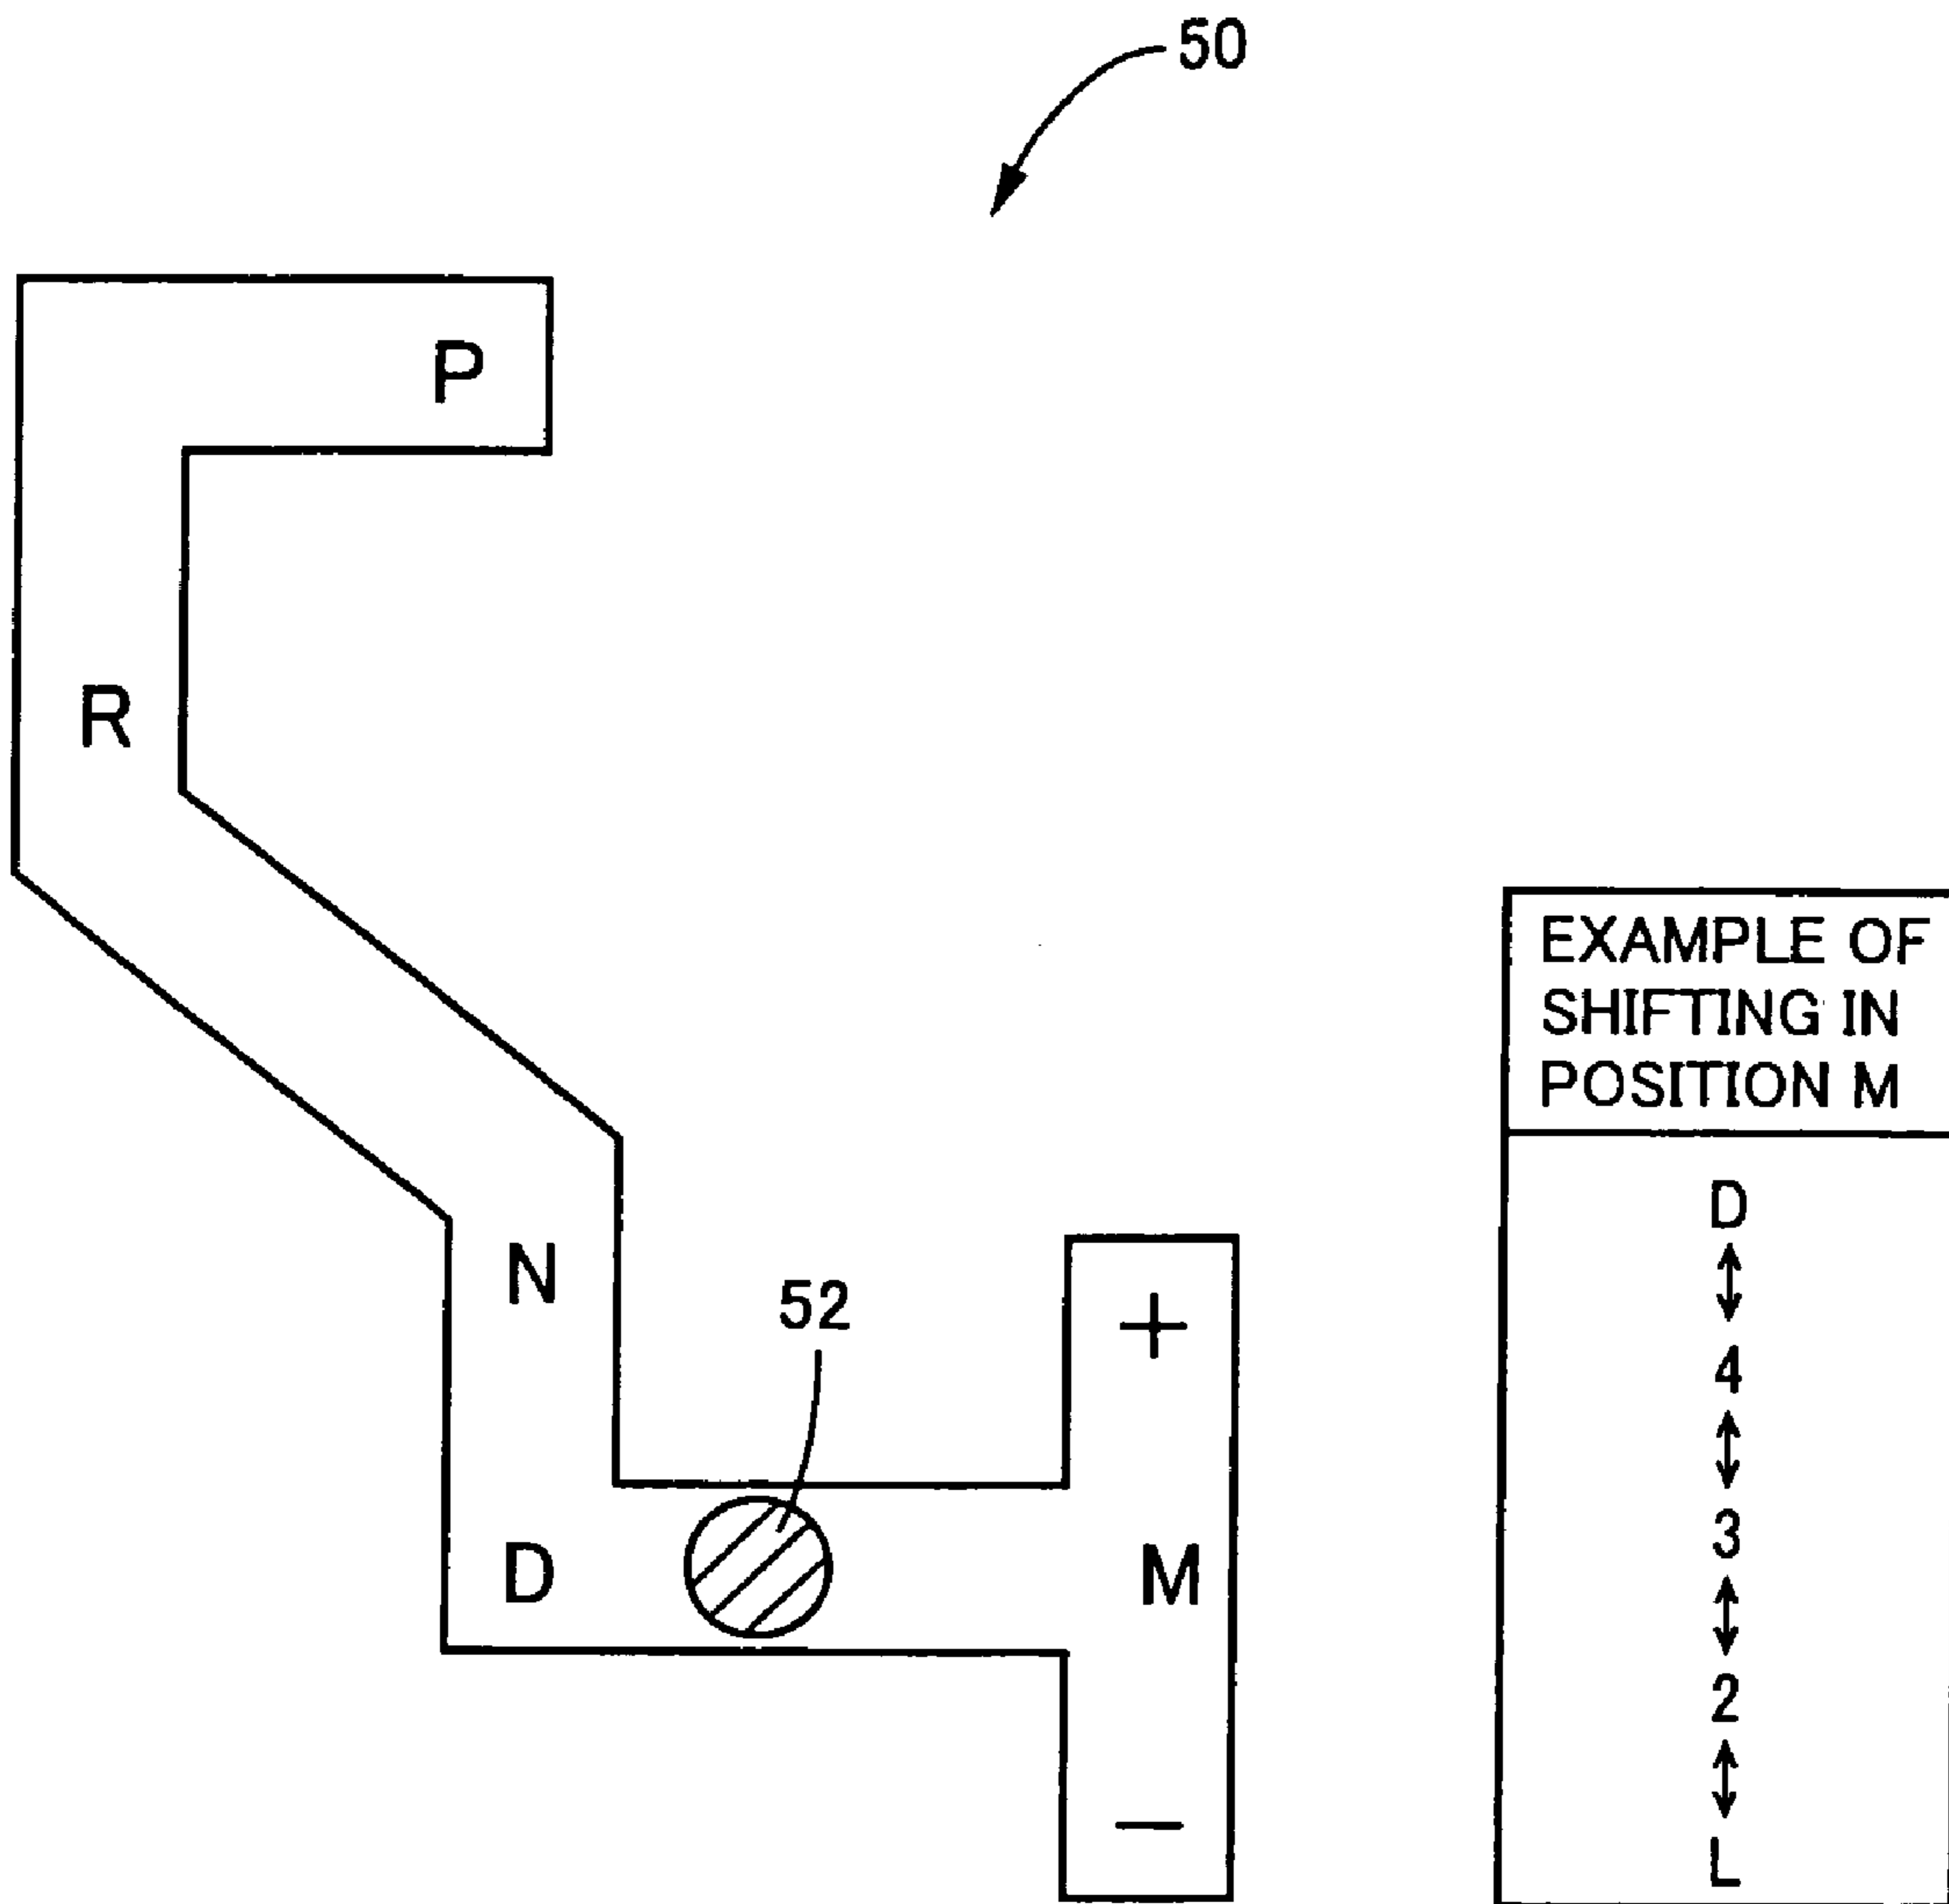 50
P
R
N
52
+
D
M
−
EXAMPLE OF
SHIFTING IN
POSITION M
D
4
3
2
L